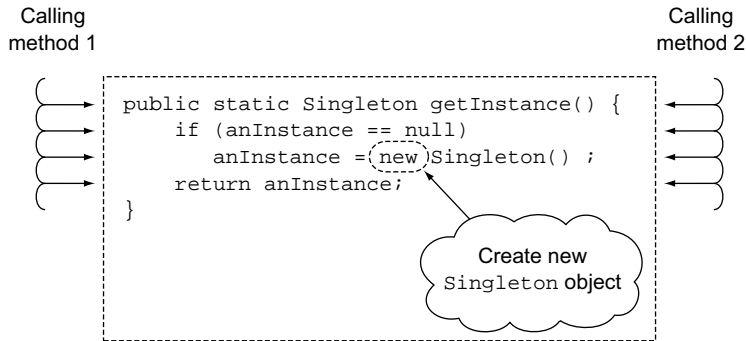 Calling
method 1
Calling
method 2
public static Singleton getInstance() {
if (anInstance == null)
anInstance = new Singleton() ;
return anInstance;
}
Create new
Singleton object